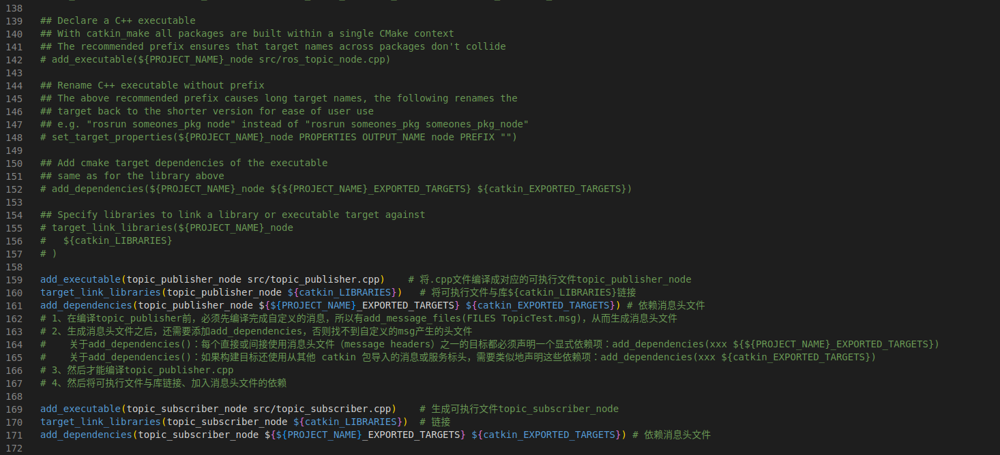 138
139 ## Declare a C++ executable
140 ## With catkin_make all packages are built within a single CMake context
141 ## The recommended prefix ensures that target names across packages don't collide
142 # add_executable(${PROJECT_NAME}_node src/ros_topic_node.cpp)
143
144 ## Rename C++ executable without prefix
145 ## The above recommended prefix causes long target names, the following renames the
146 ## target back to the shorter version for ease of user use
147 ## e.g. "rosrun someones_pkg node" instead of "rosrun someones_pkg someones_pkg_node"
148 # set_target_properties(${PROJECT_NAME}_node PROPERTIES OUTPUT_NAME node PREFIX "")
149
150 ## Add cmake target dependencies of the executable
151 ## same as for the library above
152 # add_dependencies(${PROJECT_NAME}_node ${${PROJECT_NAME}_EXPORTED_TARGETS} ${catkin_EXPORTED_TARGETS})
153
154 ## Specify libraries to link a library or executable target against
155 # target_link_libraries(${PROJECT_NAME}_node
156 #   ${catkin_LIBRARIES}
157 # )
158
159 add_executable(topic_publisher_node src/topic_publisher.cpp)    # 将.cpp文件编译成对应的可执行文件topic_publisher_node
160 target_link_libraries(topic_publisher_node ${catkin_LIBRARIES})   # 将可执行文件与库${catkin_LIBRARIES}链接
161 add_dependencies(topic_publisher_node ${${PROJECT_NAME}_EXPORTED_TARGETS} ${catkin_EXPORTED_TARGETS}) # 依赖消息头文件
162 # 1、在编译topic_publisher前，必须先编译完成自定义的消息，所以有add_message_files(FILES TopicTest.msg)，从而生成消息头文件
163 # 2、生成消息头文件之后，还需要添加add_dependencies，否则找不到自定义的msg产生的头文件
164 #    关于add_dependencies()：每个直接或间接使用消息头文件（message headers）之一的目标都必须声明一个显式依赖项：add_dependencies(xxx ${${PROJECT_NAME}_EXPORTED_TARGETS})
165 #    关于add_dependencies()：如果构建目标还使用从其他 catkin 包导入的消息或服务标头，需要类似地声明这些依赖项：add_dependencies(xxx ${catkin_EXPORTED_TARGETS})
166 # 3、然后才能编译topic_publisher.cpp
167 # 4、然后将可执行文件与库链接、加入消息头文件的依赖
168
169 add_executable(topic_subscriber_node src/topic_subscriber.cpp)    # 生成可执行文件topic_subscriber_node
170 target_link_libraries(topic_subscriber_node ${catkin_LIBRARIES})  # 链接
171 add_dependencies(topic_subscriber_node ${${PROJECT_NAME}_EXPORTED_TARGETS} ${catkin_EXPORTED_TARGETS}) # 依赖消息头文件
172